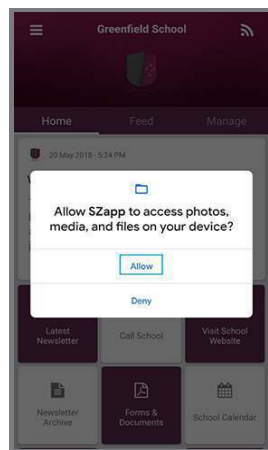 Greenfield School
Home
Feed
Manage
20 May 2018 - 5:24 PM
Allow SZapp to access photos,
media, and files on your device?
Allow
Deny
Latest
Newsletter
Call School
Visit School
Website
Newsletter
Archive
Forms &
Documents
School Calendar